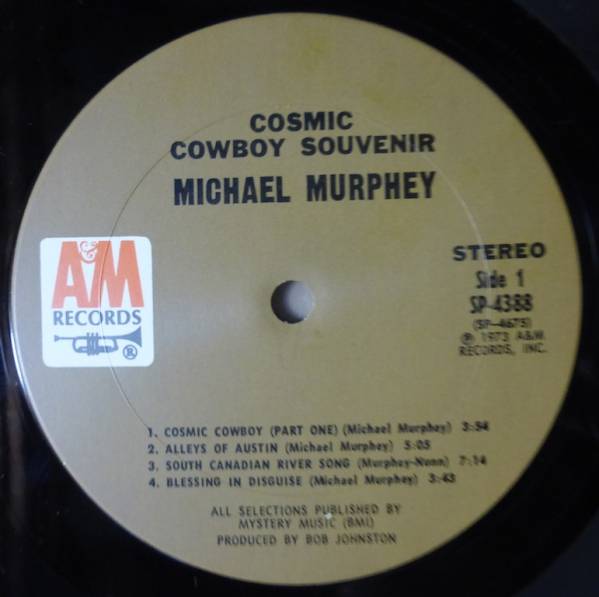 COSMIC
COWBOY SOUVENIR
MICHAEL MURPHEY
A&M
RECORDS
®
STEREO
Side 1
SP-4388
(SP-4675)
℗ 1973 A&M
RECORDS, INC.
1. COSMIC COWBOY (PART ONE) (Michael Murphey) 3:54
2. ALLEYS OF AUSTIN (Michael Murphey) 5:05
3. SOUTH CANADIAN RIVER SONG (Murphey-Nunn) 7:14
4. BLESSING IN DISGUISE (Michael Murphey) 3:43
ALL SELECTIONS PUBLISHED BY
MYSTERY MUSIC (BMI)
PRODUCED BY BOB JOHNSTON